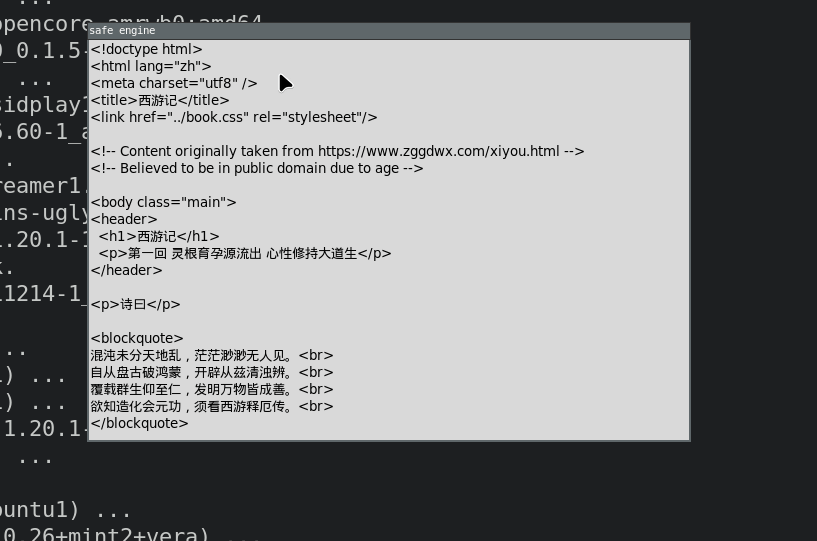 ...
opencore-amrwb0:amd64
safe engine
_0.1.5-
...
sidplay1
.60-1_a
.
reamer1.
ins-ugly
.20.1-1
.
11214-1_
..
) ...
) ...
1.20.1-
...
<!doctype html>
<html lang="zh">
<meta charset="utf8" />
<title>西游记</title>
<link href="../book.css" rel="stylesheet"/>
<!-- Content originally taken from https://www.zggdwx.com/xiyou.html -->
<!-- Believed to be in public domain due to age -->
<body class="main">
<header>
<h1>西游记</h1>
<p>第一回 灵根育孕源流出 心性修持大道生</p>
</header>
<p>诗曰</p>
<blockquote>
混沌未分天地乱，茫茫渺渺无人见。<br>
自从盘古破鸿蒙，开辟从兹清浊辨。<br>
覆载群生仰至仁，发明万物皆成善。<br>
欲知造化会元功，须看西游释厄传。<br>
</blockquote>
ountu1) ...
0.26+mint2+vera) ...